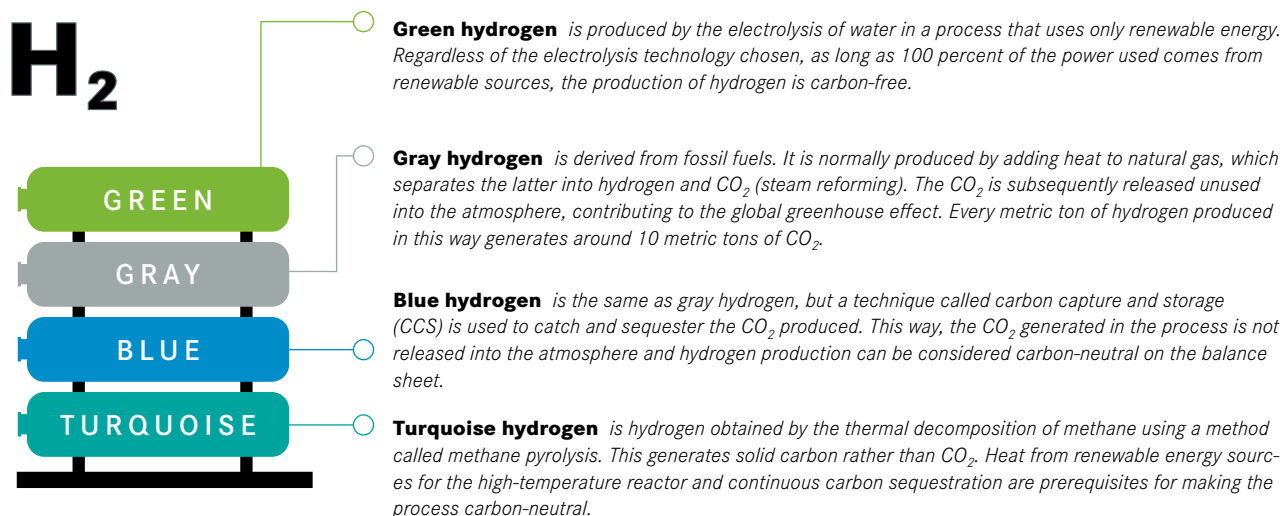 H₂
Green hydrogen is produced by the electrolysis of water in a process that uses only renewable energy.
Regardless of the electrolysis technology chosen, as long as 100 percent of the power used comes from
renewable sources, the production of hydrogen is carbon-free.
GREEN
Gray hydrogen is derived from fossil fuels. It is normally produced by adding heat to natural gas, which
separates the latter into hydrogen and CO₂ (steam reforming). The CO₂ is subsequently released unused
into the atmosphere, contributing to the global greenhouse effect. Every metric ton of hydrogen produced
in this way generates around 10 metric tons of CO₂.
GRAY
Blue hydrogen is the same as gray hydrogen, but a technique called carbon capture and storage
(CCS) is used to catch and sequester the CO₂ produced. This way, the CO₂ generated in the process is not
released into the atmosphere and hydrogen production can be considered carbon-neutral on the balance
sheet.
BLUE
Turquoise hydrogen is hydrogen obtained by the thermal decomposition of methane using a method
called methane pyrolysis. This generates solid carbon rather than CO₂. Heat from renewable energy sourc-
es for the high-temperature reactor and continuous carbon sequestration are prerequisites for making the
process carbon-neutral.
TURQUOISE